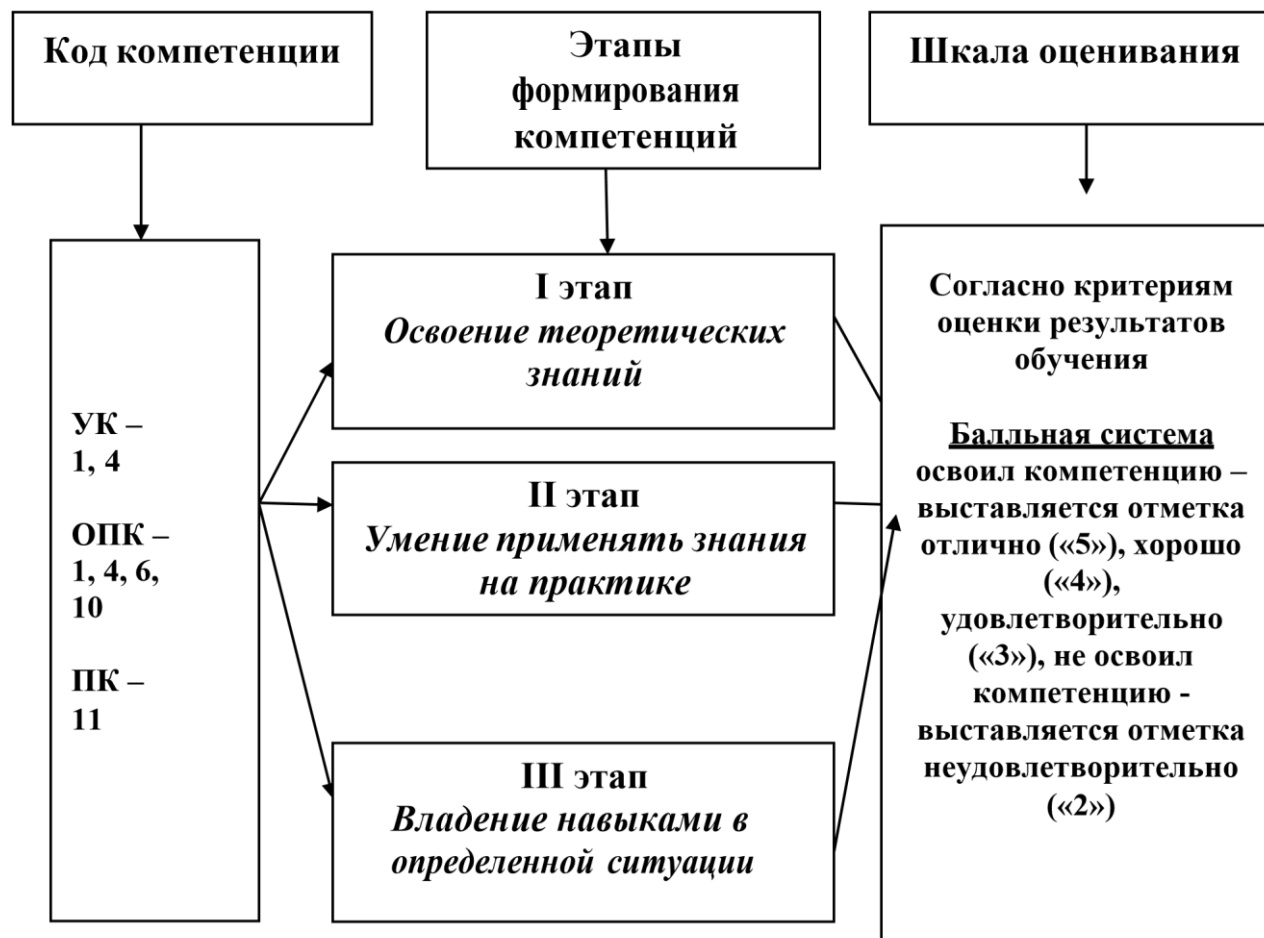 Код компетенции
Этапы
формирования
компетенций
Шкала оценивания
УК –
1, 4
ОПК –
1, 4, 6,
10
ПК –
11
I этап
Освоение теоретических
знаний
II этап
Умение применять знания
на практике
III этап
Владение навыками в
определенной ситуации
Согласно критериям
оценки результатов
обучения
Балльная система
освоил компетенцию –
выставляется отметка
отлично («5»), хорошо
(«4»),
удовлетворительно
(«3»), не освоил
компетенцию -
выставляется отметка
неудовлетворительно
(«2»)